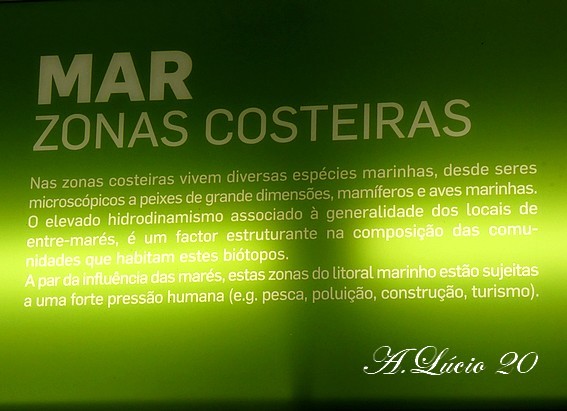 MAR
ZONAS COSTEIRAS
Nas zonas costeiras vivem diversas espécies marinhas, desde seres
microscópicos a peixes de grande dimensões, mamíferos e aves marinhas.
O elevado hidrodinamismo associado à generalidade dos locais de
entre-marés, é um factor estruturante na composição das comu-
nidades que habitam estes biótopos.
A par da influência das marés, estas zonas do litoral marinho estão sujeitas
a uma forte pressão humana (e.g. pesca, poluição, construção, turismo).
A.Lúcio 20